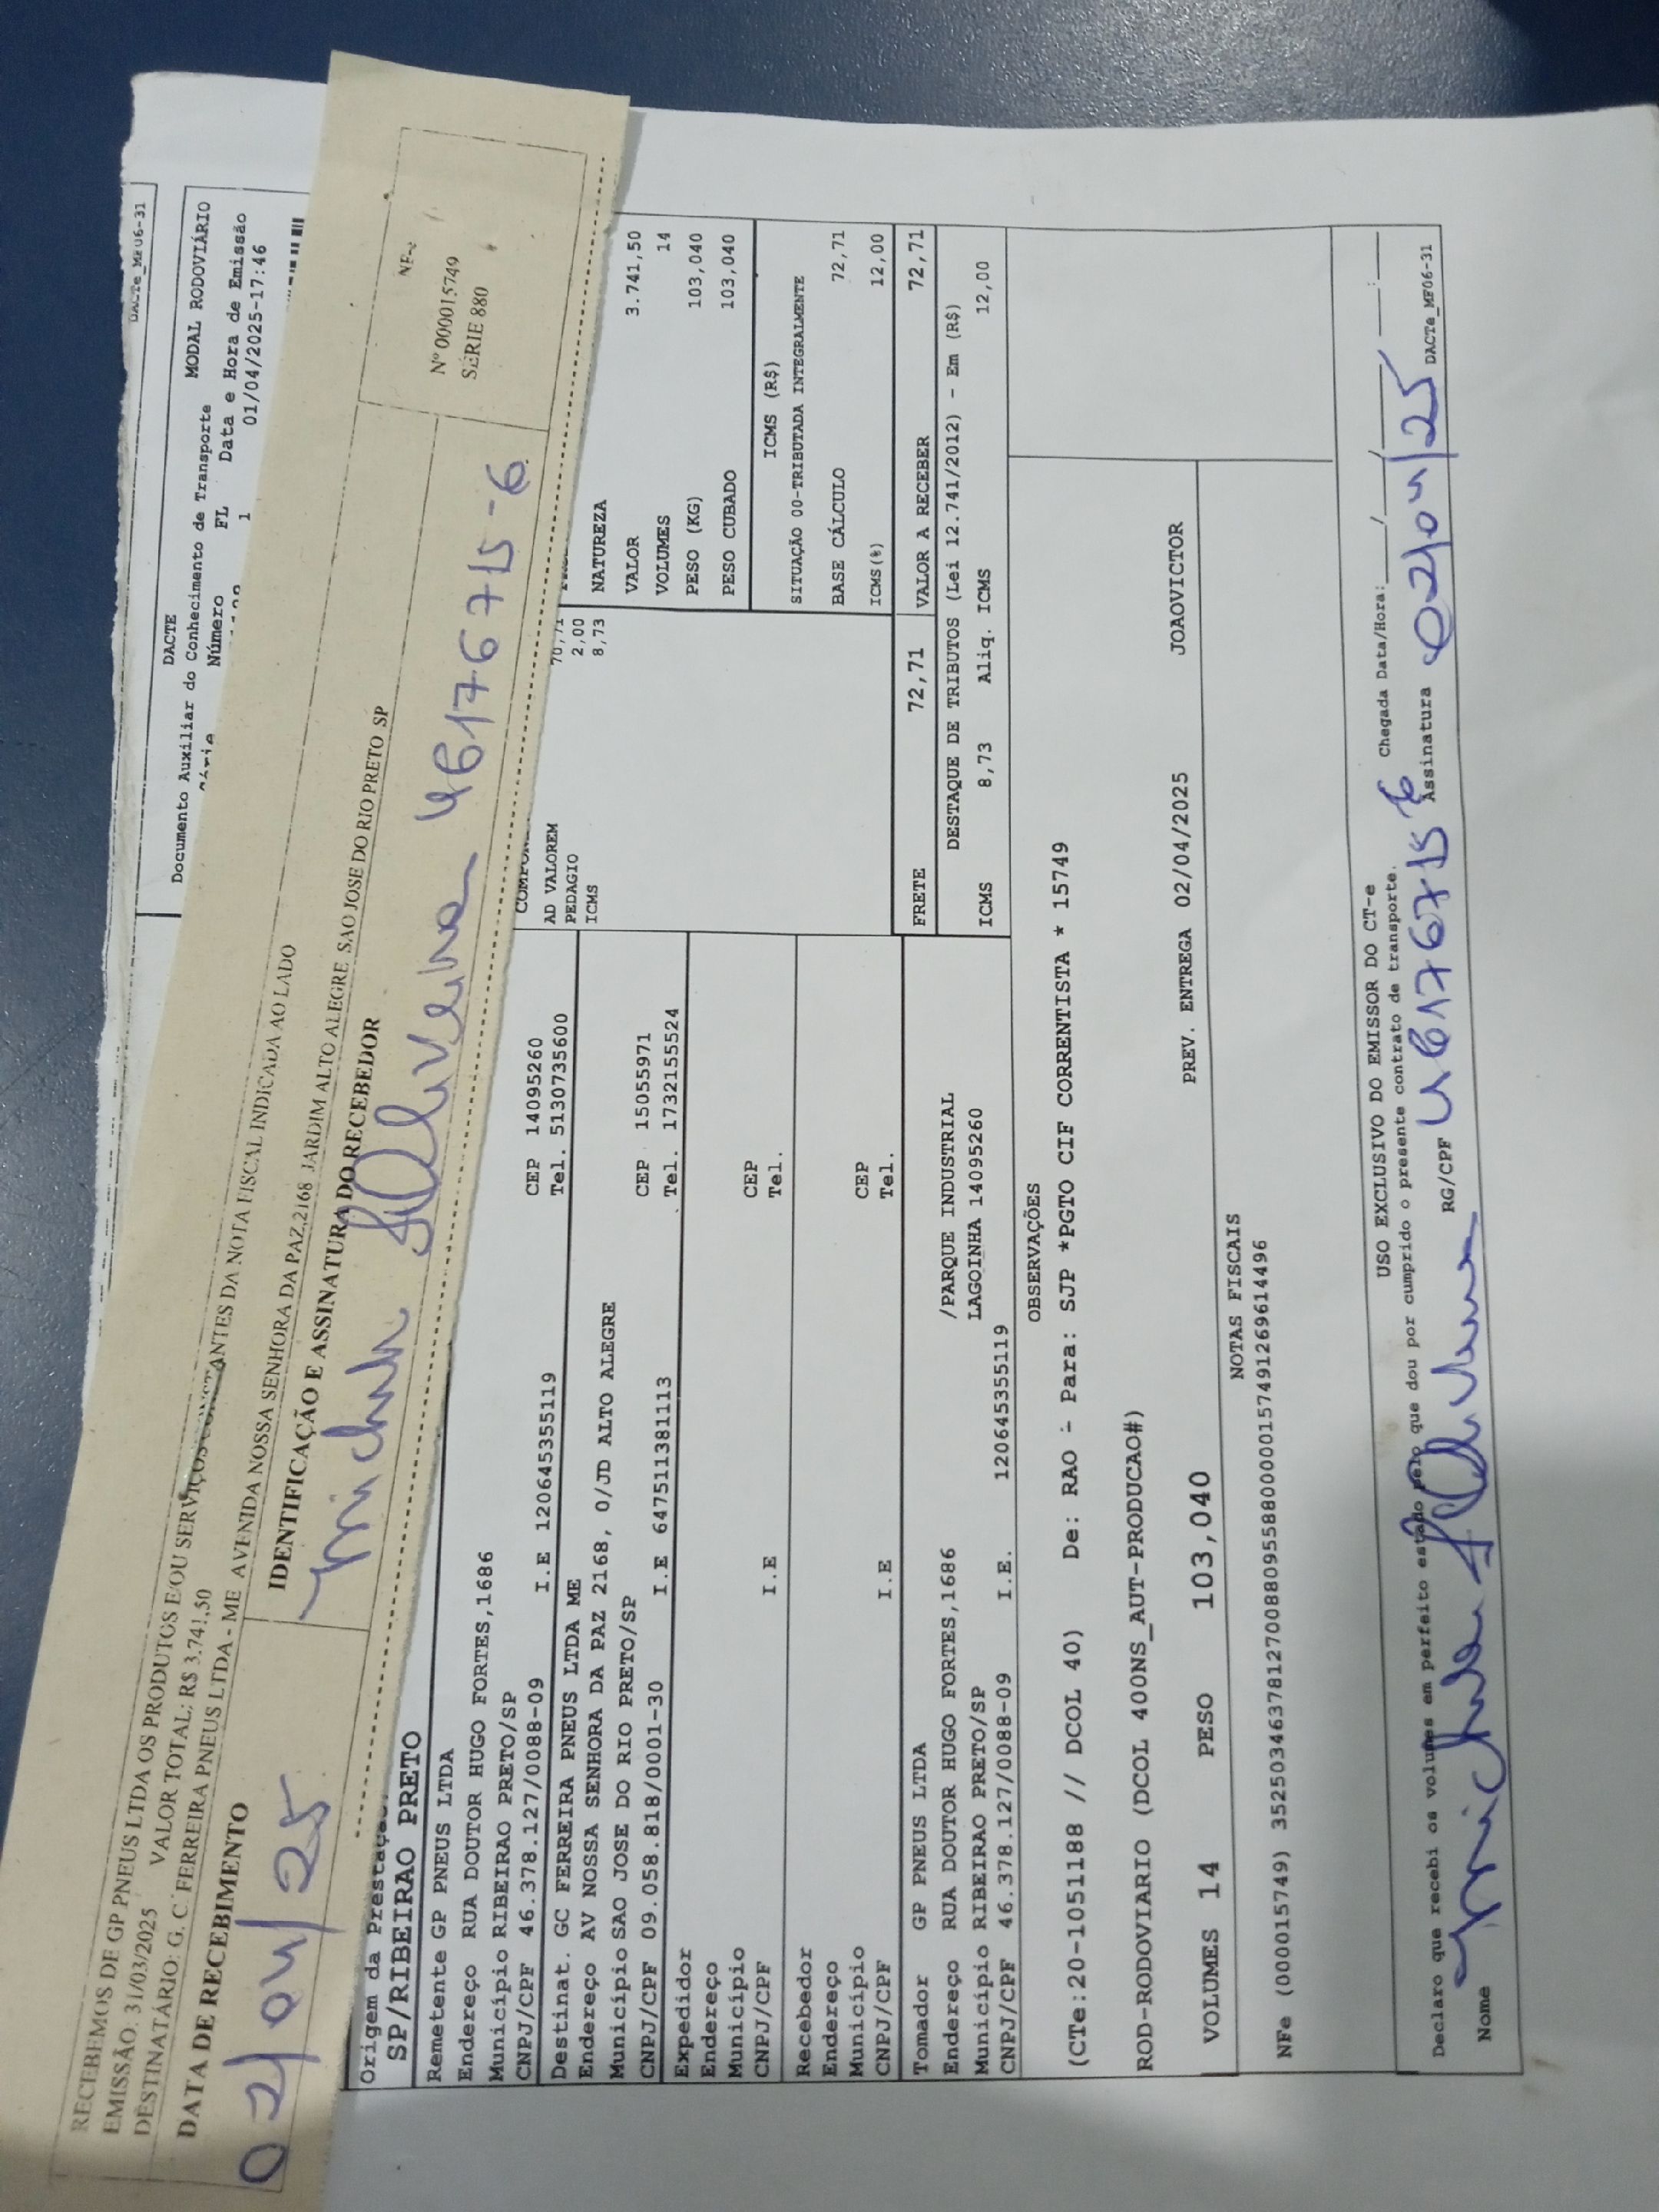 DACTe_MF06-31
DACTE
Documento Auxiliar do Conhecimento de Transporte
MODAL RODOVIÁRIO
Série Número FL Data e Hora de Emissão
1 01/04/2025-17:46
RECEBEMOS DE GP PNEUS LTDA OS PRODUTOS E/OU SERVIÇOS CONSTANTES DA NOTA FISCAL INDICADA AO LADO
EMISSÃO: 31/03/2025 VALOR TOTAL: R$ 3.741,50
DESTINATÁRIO: G. C. FERREIRA PNEUS LTDA - ME AVENIDA NOSSA SENHORA DA PAZ,2168 JARDIM ALTO ALEGRE SAO JOSE DO RIO PRETO SP
DATA DE RECEBIMENTO
IDENTIFICAÇÃO E ASSINATURA DO RECEBEDOR
02/04/25
46176715-6
NF-e
Nº 000015749
SÉRIE 880
Origem da Prestação
SP/RIBEIRAO PRETO
Remetente GP PNEUS LTDA
Endereço RUA DOUTOR HUGO FORTES,1686
Município RIBEIRAO PRETO/SP CEP 14095260
CNPJ/CPF 46.378.127/0088-09 I.E 120645355119 Tel. 5130735600
Destinat. GC FERREIRA PNEUS LTDA ME
Endereço AV NOSSA SENHORA DA PAZ 2168, 0/JD ALTO ALEGRE
Município SAO JOSE DO RIO PRETO/SP CEP 15055971
CNPJ/CPF 09.058.818/0001-30 I.E 647511381113 Tel. 1732155524
Expedidor
Endereço
Município CEP
CNPJ/CPF I.E Tel.
Recebedor
Endereço
Município CEP
CNPJ/CPF I.E Tel.
Tomador GP PNEUS LTDA
Endereço RUA DOUTOR HUGO FORTES,1686 /PARQUE INDUSTRIAL
Município RIBEIRAO PRETO/SP LAGOINHA 14095260
CNPJ/CPF 46.378.127/0088-09 I.E. 120645355119
AD VALOREM 70,71
PEDAGIO 2,00
ICMS 8,73
NATUREZA
VALOR 3.741,50
VOLUMES 14
PESO (KG) 103,040
PESO CUBADO 103,040
ICMS (R$)
SITUAÇÃO 00-TRIBUTADA INTEGRALMENTE
BASE CÁLCULO 72,71
ICMS(%) 12,00
FRETE 72,71 VALOR A RECEBER 72,71
DESTAQUE DE TRIBUTOS (Lei 12.741/2012) - Em (R$)
ICMS 8,73 Aliq. ICMS 12,00
OBSERVAÇÕES
(CTe:20-1051188 // DCOL 40) De: RAO - Para: SJP *PGTO CIF CORRENTISTA * 15749
ROD-RODOVIARIO (DCOL 400NS_AUT-PRODUCAO#)
VOLUMES 14 PESO 103,040 PREV. ENTREGA 02/04/2025 JOAOVICTOR
NOTAS FISCAIS
NFe (000015749) 35250346378127008809558800000157491269614496
USO EXCLUSIVO DO EMISSOR DO CT-e
Declaro que recebi os volumes em perfeito estado pelo que dou por cumprido o presente contrato de transporte. Chegada Data/Hora:___/___/___ ___:___
Nome RG/CPF 46176715 6 Assinatura 02/04/25 DACTe_MF06-31